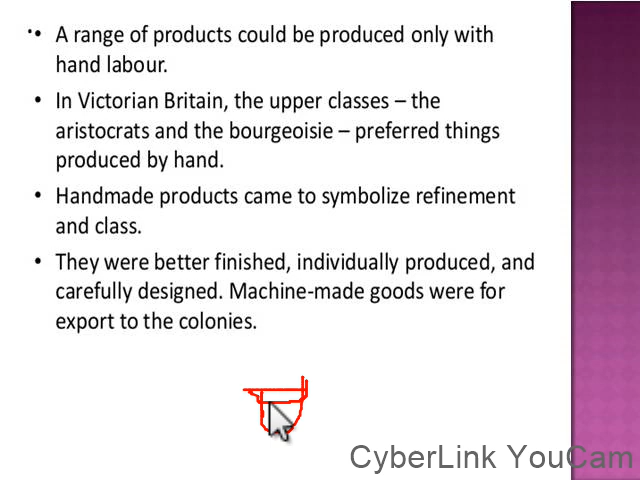 • A range of products could be produced only with
hand labour.
• In Victorian Britain, the upper classes – the
aristocrats and the bourgeoisie – preferred things
produced by hand.
• Handmade products came to symbolize refinement
and class.
• They were better finished, individually produced, and
carefully designed. Machine-made goods were for
export to the colonies.
CyberLink YouCam